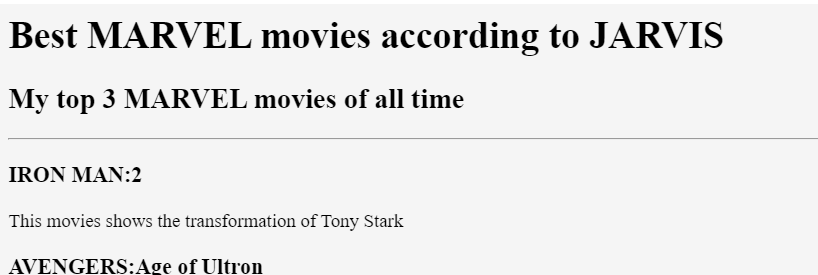 Best MARVEL movies according to JARVIS
My top 3 MARVEL movies of all time
IRON MAN:2
This movies shows the transformation of Tony Stark
AVENGERS:Age of Ultron